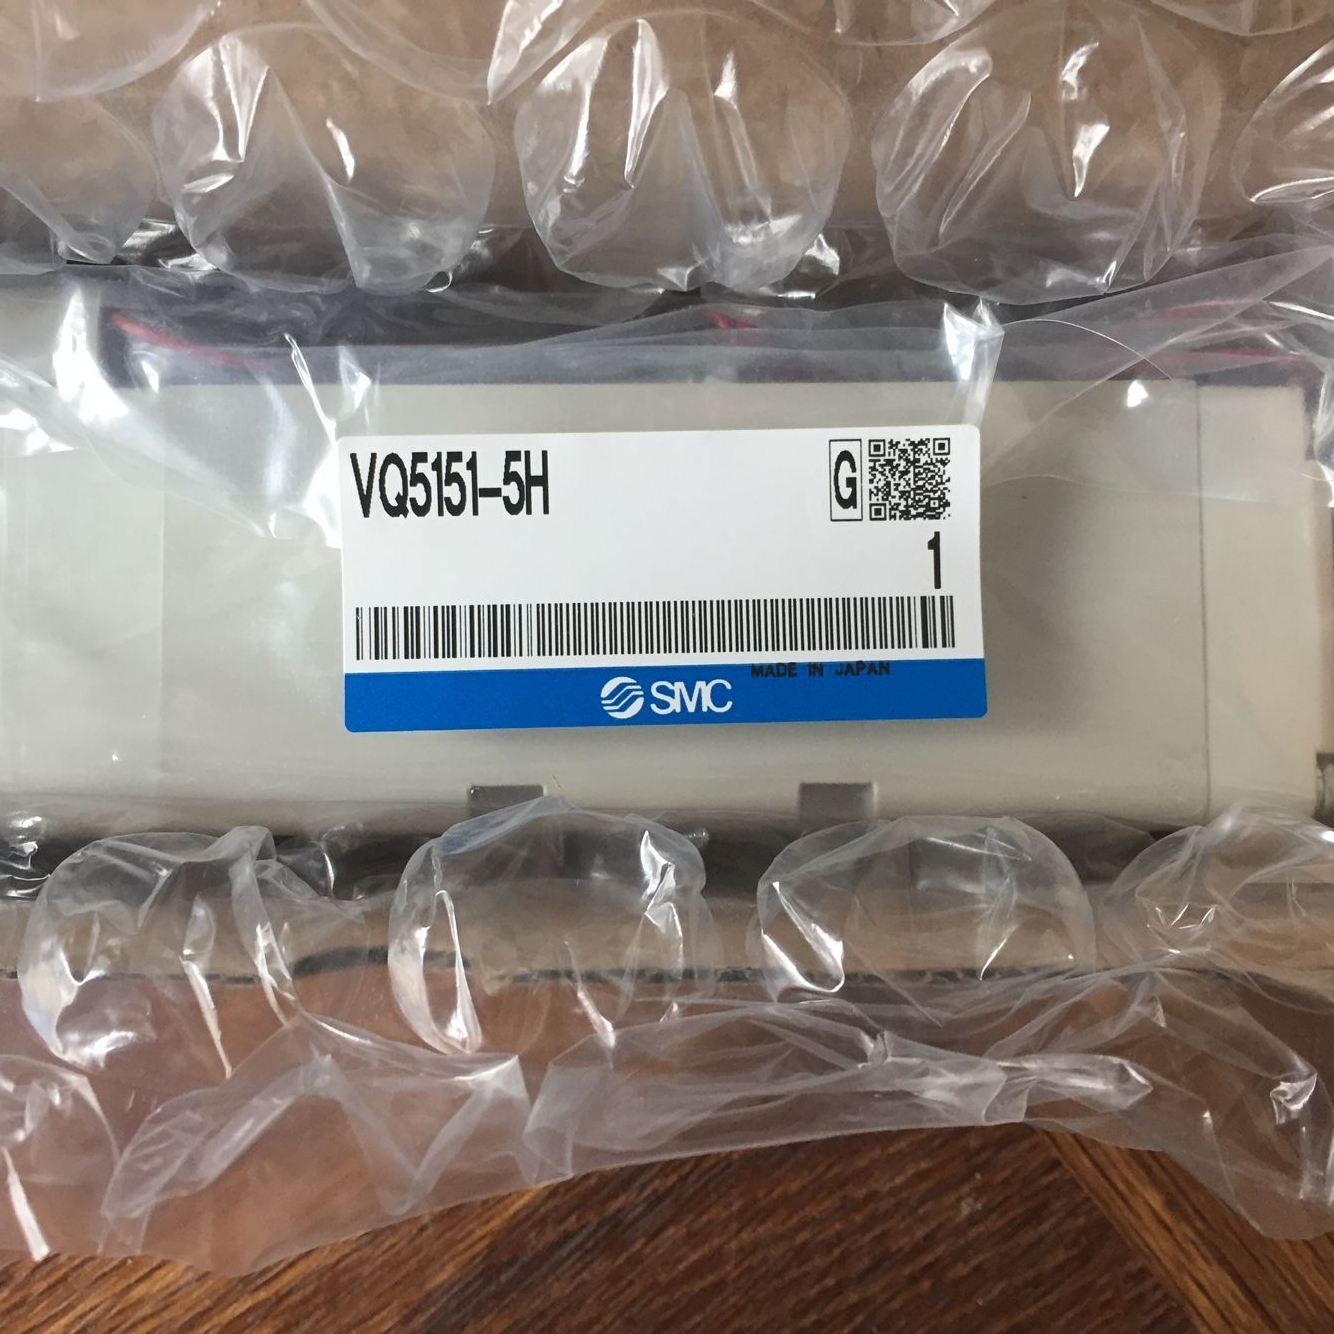 VQ5151-5H G
1
MADE IN JAPAN
SMC